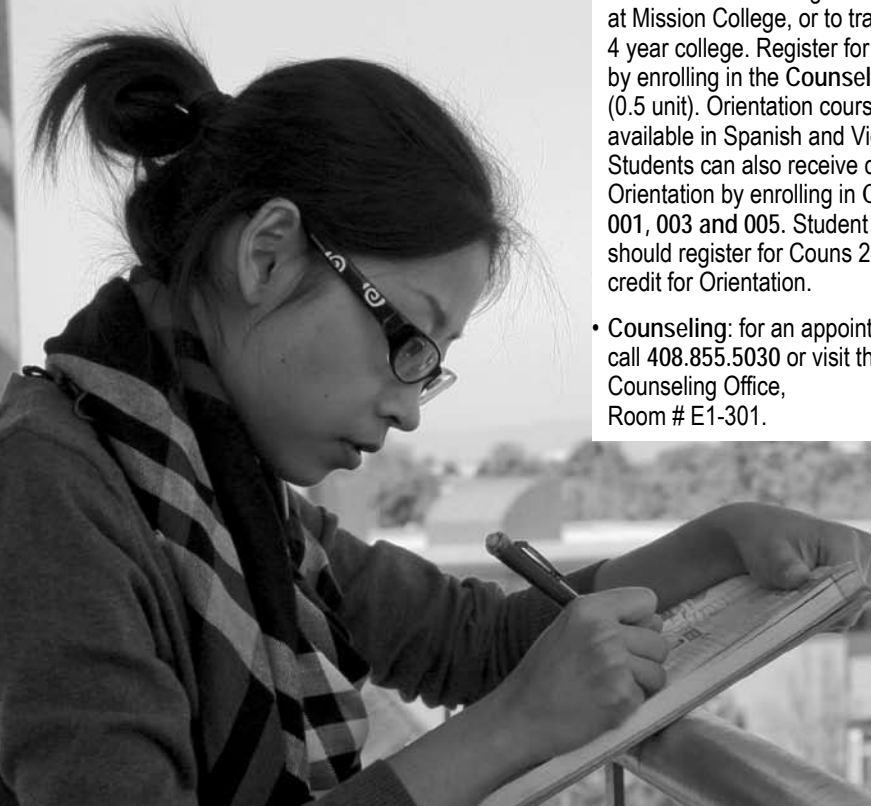 at Mission College, or to tra
4 year college. Register for
by enrolling in the Counsel
(0.5 unit). Orientation cours
available in Spanish and Vi
Students can also receive c
Orientation by enrolling in C
001, 003 and 005. Student
should register for Couns 2
credit for Orientation.
• Counseling: for an appoint
call 408.855.5030 or visit th
Counseling Office,
Room # E1-301.